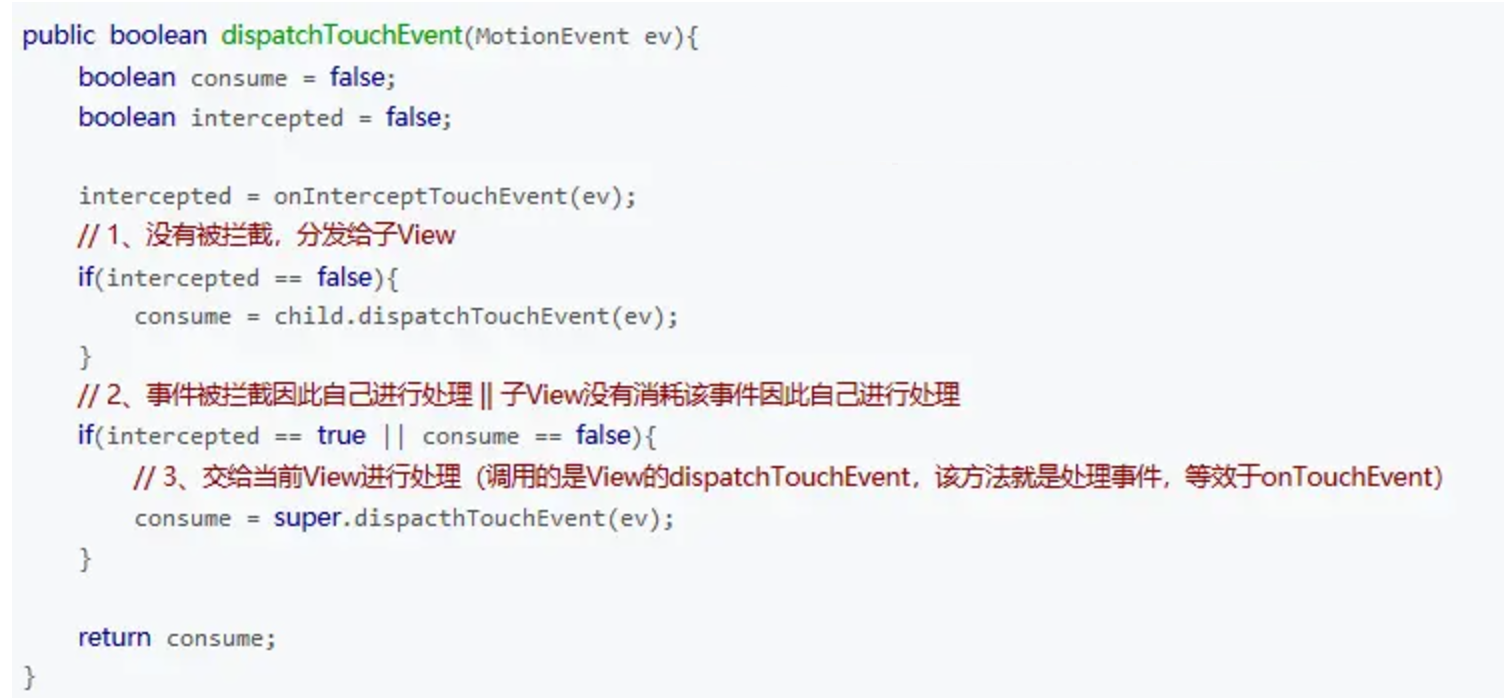 public boolean dispatchTouchEvent(MotionEvent ev){
    boolean consume = false;
    boolean intercepted = false;

    intercepted = onInterceptTouchEvent(ev);
    // 1、没有被拦截，分发给子View
    if(intercepted == false){
        consume = child.dispatchTouchEvent(ev);
    }
    // 2、事件被拦截因此自己进行处理 || 子View没有消耗该事件因此自己进行处理
    if(intercepted == true || consume == false){
        // 3、交给当前View进行处理（调用的是View的dispatchTouchEvent，该方法就是处理事件，等效于onTouchEvent）
        consume = super.dispacthTouchEvent(ev);
    }

    return consume;
}